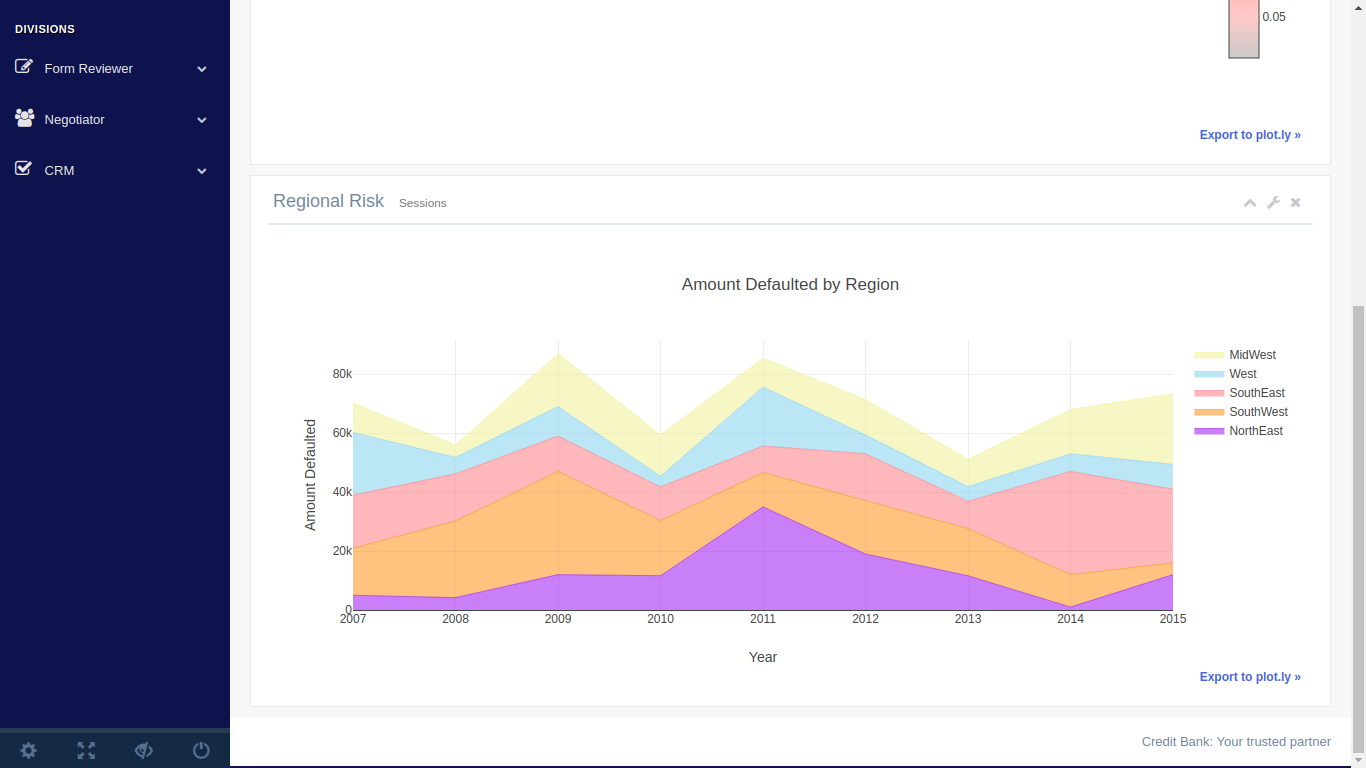 DIVISIONS
Form Reviewer
Negotiator
CRM
0.05
Export to plot.ly »
Regional Risk Sessions
Amount Defaulted by Region
MidWest
West
SouthEast
SouthWest
NorthEast
Amount Defaulted
80k
60k
40k
20k
0
2007 2008 2009 2010 2011 2012 2013 2014 2015
Year
Export to plot.ly »
Credit Bank: Your trusted partner